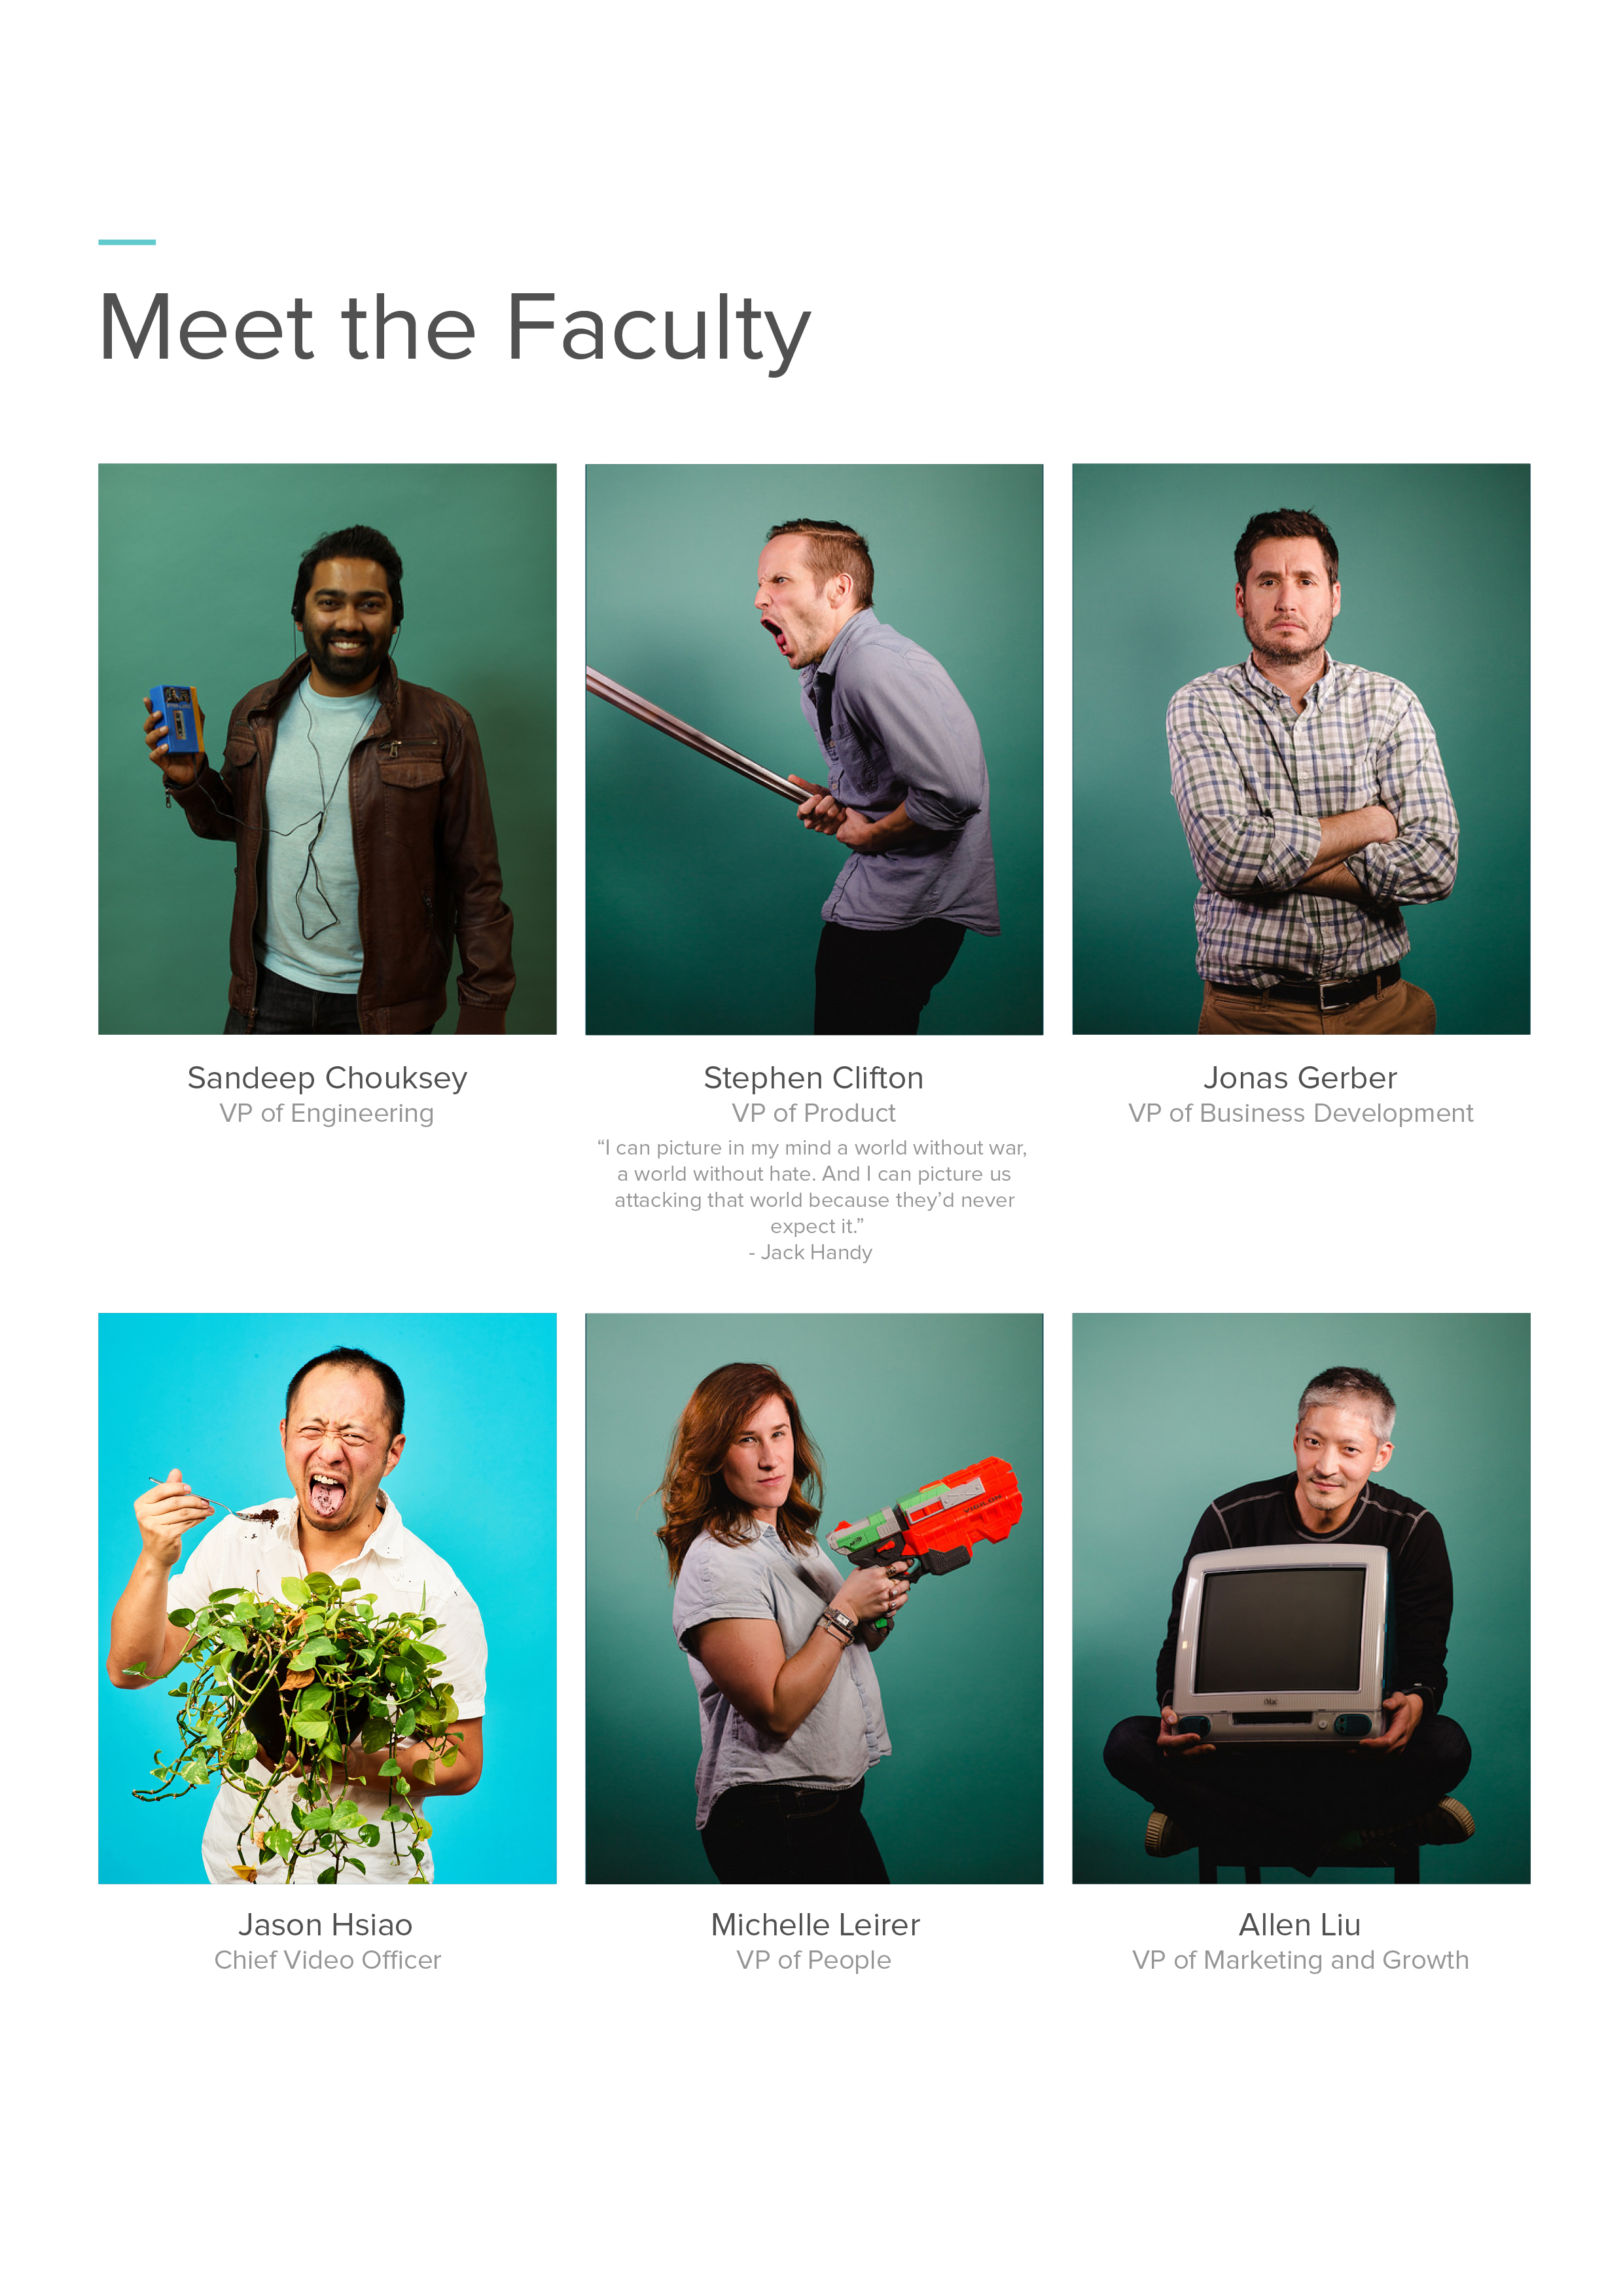 Meet the Faculty
Sandeep Chouksey
VP of Engineering
Stephen Clifton
VP of Product
“I can picture in my mind a world without war,
a world without hate. And I can picture us
attacking that world because they’d never
expect it.”
- Jack Handy
Jonas Gerber
VP of Business Development
Jason Hsiao
Chief Video Officer
Michelle Leirer
VP of People
Allen Liu
VP of Marketing and Growth
iMac